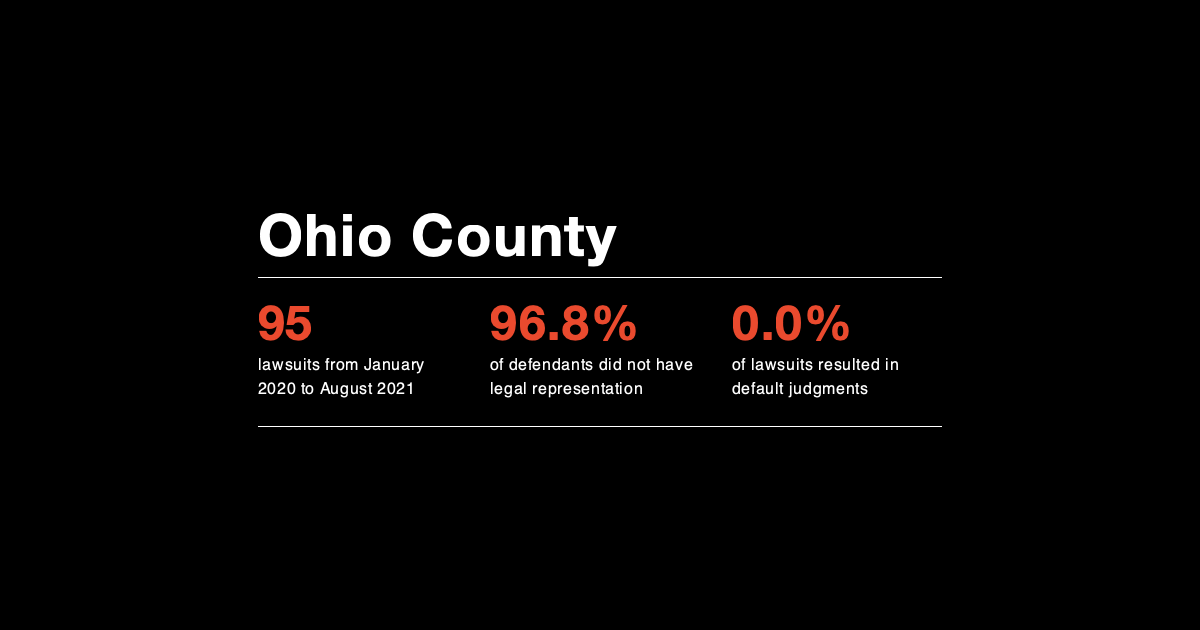 Ohio County
95
lawsuits from January
2020 to August 2021
96.8%
of defendants did not have
legal representation
0.0%
of lawsuits resulted in
default judgments